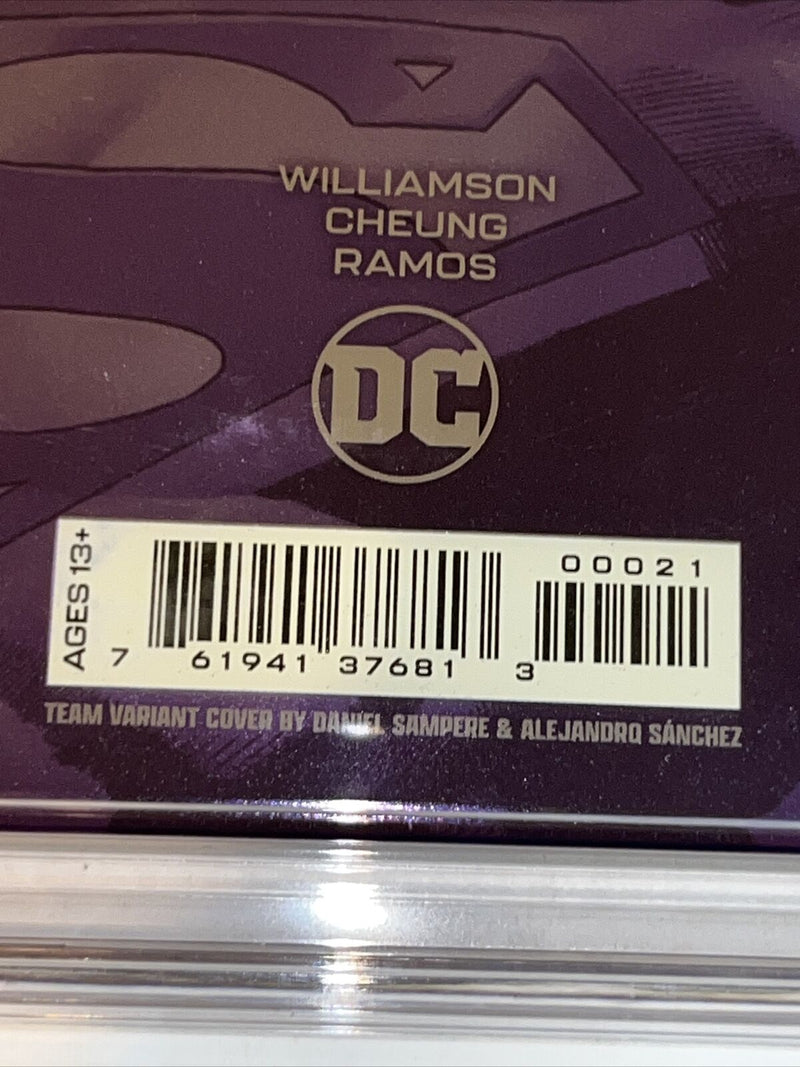 WILLIAMSON
CHEUNG
RAMOS
DC
AGES 13+
00021
7 61941 37681 3
TEAM VARIANT COVER BY DANIEL SAMPERE & ALEJANDRO SÁNCHEZ